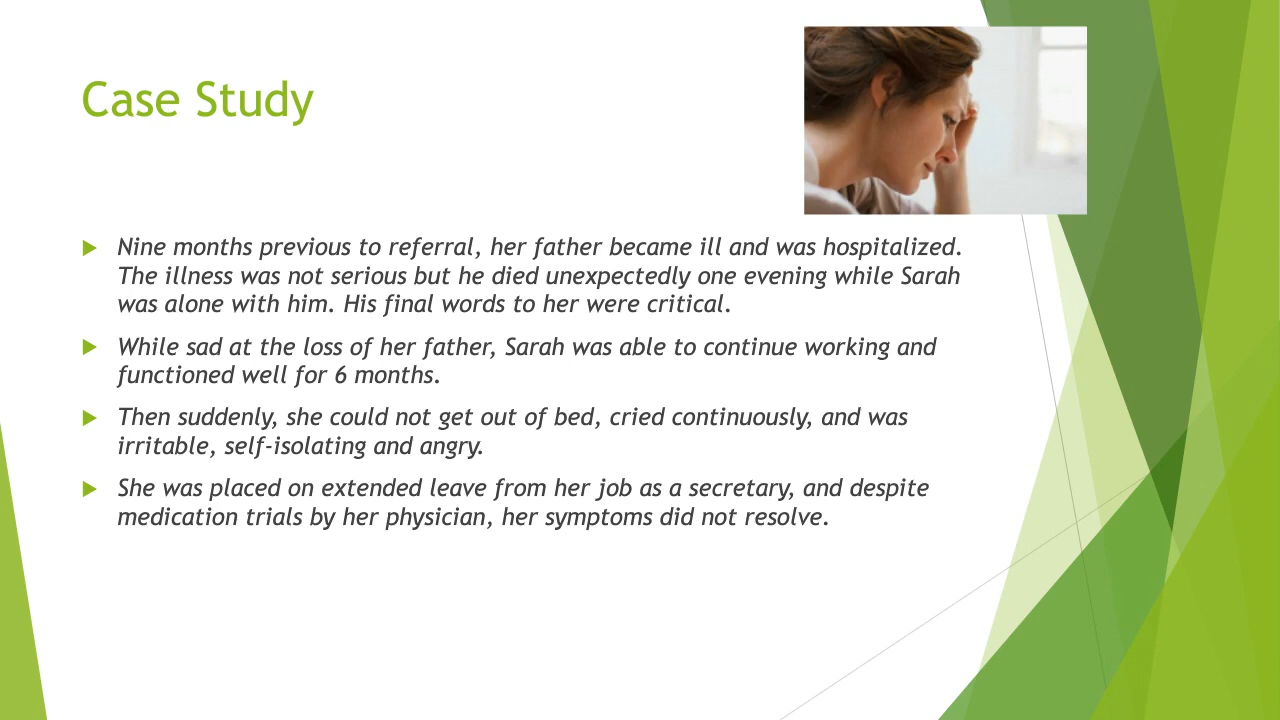 Case Study
Nine months previous to referral, her father became ill and was hospitalized.
The illness was not serious but he died unexpectedly one evening while Sarah
was alone with him. His final words to her were critical.
While sad at the loss of her father, Sarah was able to continue working and
functioned well for 6 months.
Then suddenly, she could not get out of bed, cried continuously, and was
irritable, self-isolating and angry.
She was placed on extended leave from her job as a secretary, and despite
medication trials by her physician, her symptoms did not resolve.